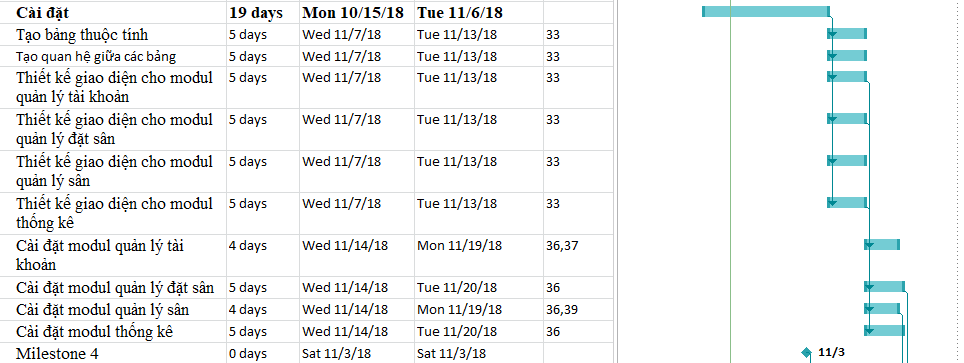 Cài đặt 19 days Mon 10/15/18 Tue 11/6/18
Tạo bảng thuộc tính 5 days Wed 11/7/18 Tue 11/13/18 33
Tạo quan hệ giữa các bảng 5 days Wed 11/7/18 Tue 11/13/18 33
Thiết kế giao diện cho modul 5 days Wed 11/7/18 Tue 11/13/18 33
quản lý tài khoản
Thiết kế giao diện cho modul 5 days Wed 11/7/18 Tue 11/13/18 33
quản lý đặt sân
Thiết kế giao diện cho modul 5 days Wed 11/7/18 Tue 11/13/18 33
quản lý sân
Thiết kế giao diện cho modul 5 days Wed 11/7/18 Tue 11/13/18 33
thống kê
Cài đặt modul quản lý tài 4 days Wed 11/14/18 Mon 11/19/18 36,37
khoản
Cài đặt modul quản lý đặt sân 5 days Wed 11/14/18 Tue 11/20/18 36
Cài đặt modul quản lý sân 4 days Wed 11/14/18 Mon 11/19/18 36,39
Cài đặt modul thống kê 5 days Wed 11/14/18 Tue 11/20/18 36
Milestone 4 0 days Sat 11/3/18 Sat 11/3/18 11/3